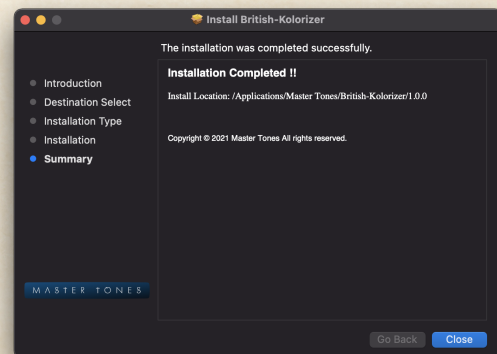 Install British-Kolorizer
The installation was completed successfully.
Introduction
Destination Select
Installation Type
Installation
Summary
Installation Completed !!
Install Location: /Applications/Master Tones/British-Kolorizer/1.0.0
Copyright © 2021 Master Tones All rights reserved.
MASTER TONES
Go Back
Close